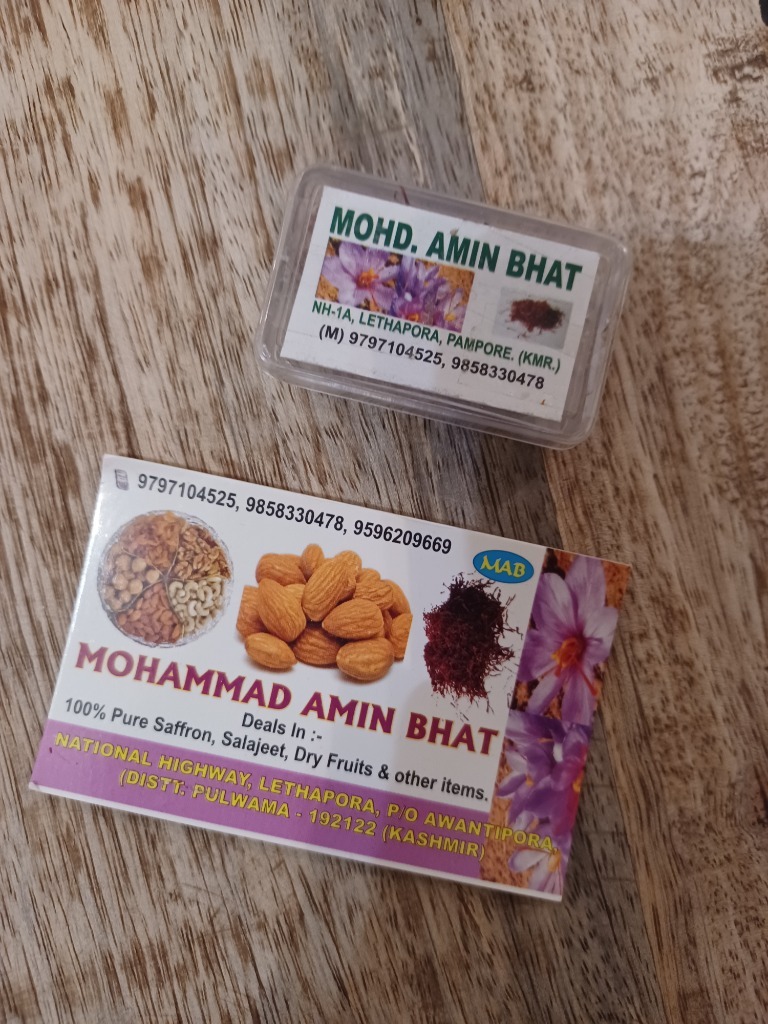 MOHD. AMIN BHAT
NH-1A, LETHAPORA, PAMPORE. (KMR.)
(M) 9797104525, 9858330478
9797104525, 9858330478, 9596209669
MAB
MOHAMMAD AMIN BHAT
Deals In :-
100% Pure Saffron, Salajeet, Dry Fruits & other items.
NATIONAL HIGHWAY, LETHAPORA, P/O AWANTIPORA,
(DISTT. PULWAMA - 192122 (KASHMIR)